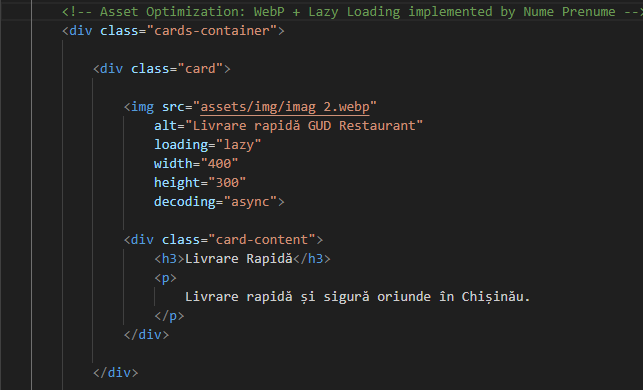 <!-- Asset Optimization: WebP + Lazy Loading implemented by Nume Prenume -->
<div class="cards-container">
<div class="card">
<img src="assets/img/imag 2.webp"
alt="Livrare rapidă GUD Restaurant"
loading="lazy"
width="400"
height="300"
decoding="async">
<div class="card-content">
<h3>Livrare Rapidă</h3>
<p>
Livrare rapidă și sigură oriunde în Chișinău.
</p>
</div>
</div>